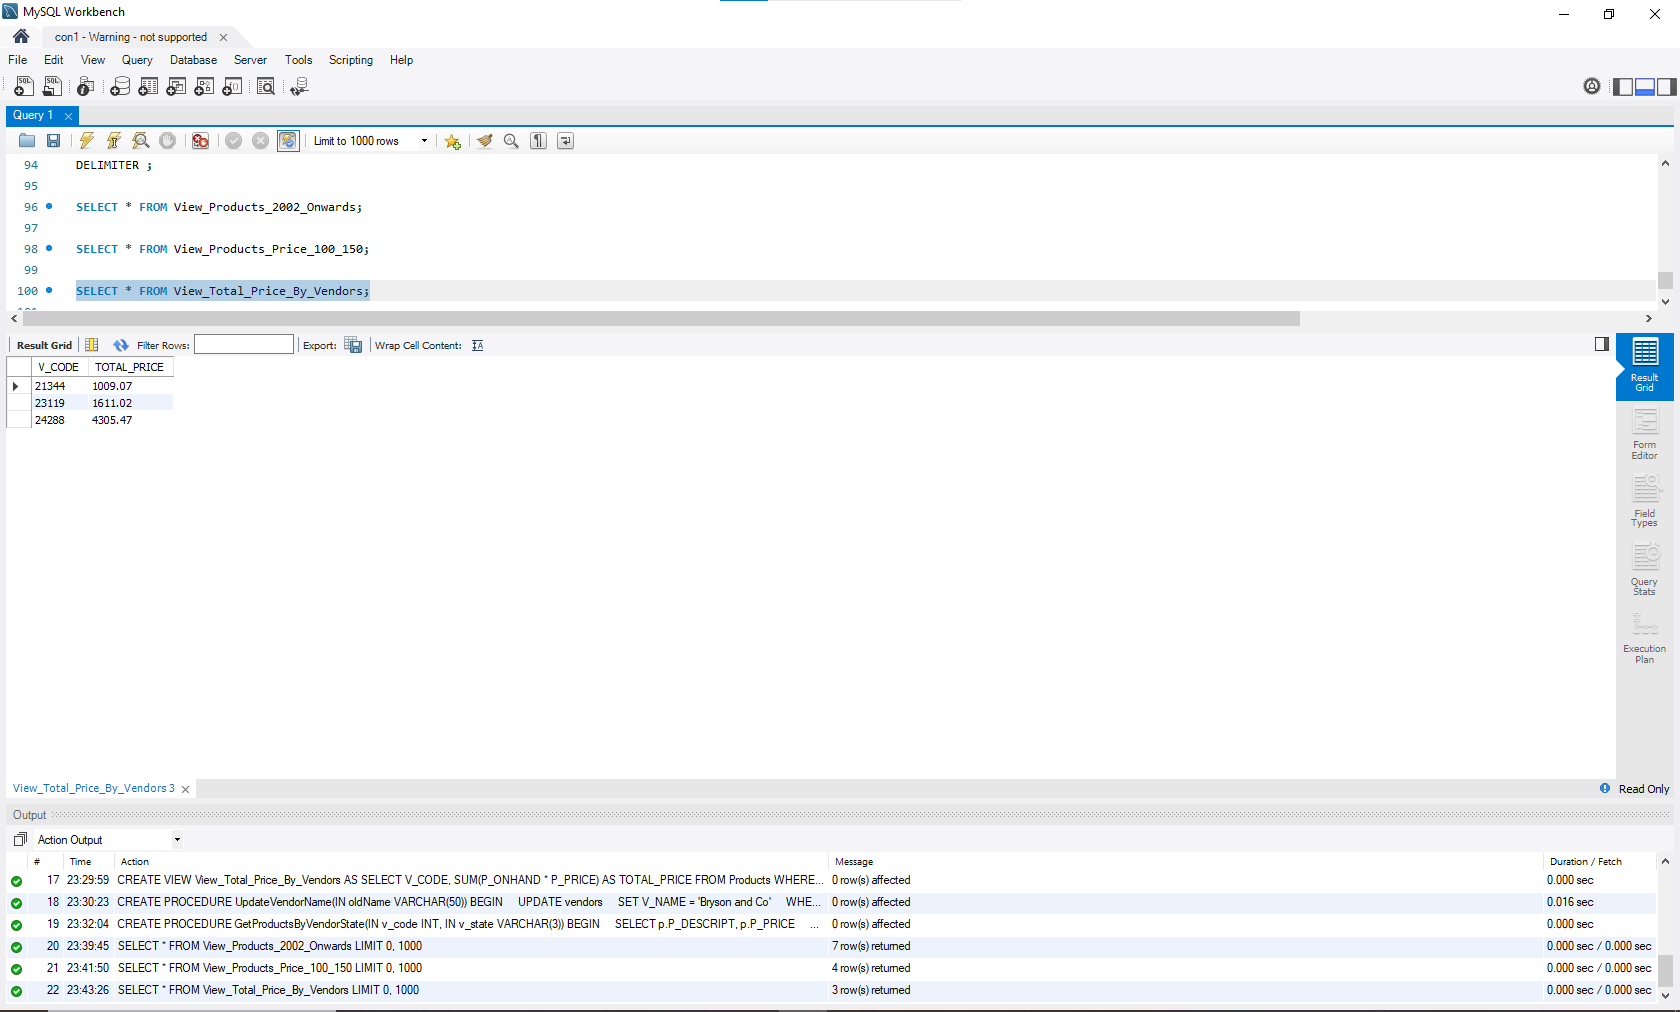 MySQL Workbench
con1 - Warning - not supported
File Edit View Query Database Server Tools Scripting Help
Query 1
Limit to 1000 rows
94 DELIMITER ;
95
96 SELECT * FROM View_Products_2002_Onwards;
97
98 SELECT * FROM View_Products_Price_100_150;
99
100 SELECT * FROM View_Total_Price_By_Vendors;
Result Grid Filter Rows: Export: Wrap Cell Content:
V_CODE TOTAL_PRICE
21344 1009.07
23119 1611.02
24288 4305.47
Result
Grid
Form
Editor
Field
Types
Query
Stats
Execution
Plan
View_Total_Price_By_Vendors 3 Read Only
Output
Action Output
# Time Action Message Duration / Fetch
17 23:29:59 CREATE VIEW View_Total_Price_By_Vendors AS SELECT V_CODE, SUM(P_ONHAND * P_PRICE) AS TOTAL_PRICE FROM Products WHERE... 0 row(s) affected 0.000 sec
18 23:30:23 CREATE PROCEDURE UpdateVendorName(IN oldName VARCHAR(50)) BEGIN UPDATE vendors SET V_NAME = 'Bryson and Co' WHE... 0 row(s) affected 0.016 sec
19 23:32:04 CREATE PROCEDURE GetProductsByVendorState(IN v_code INT, IN v_state VARCHAR(3)) BEGIN SELECT p.P_DESCRIPT, p.P_PRICE ... 0 row(s) affected 0.000 sec
20 23:39:45 SELECT * FROM View_Products_2002_Onwards LIMIT 0, 1000 7 row(s) returned 0.000 sec / 0.000 sec
21 23:41:50 SELECT * FROM View_Products_Price_100_150 LIMIT 0, 1000 4 row(s) returned 0.000 sec / 0.000 sec
22 23:43:26 SELECT * FROM View_Total_Price_By_Vendors LIMIT 0, 1000 3 row(s) returned 0.000 sec / 0.000 sec